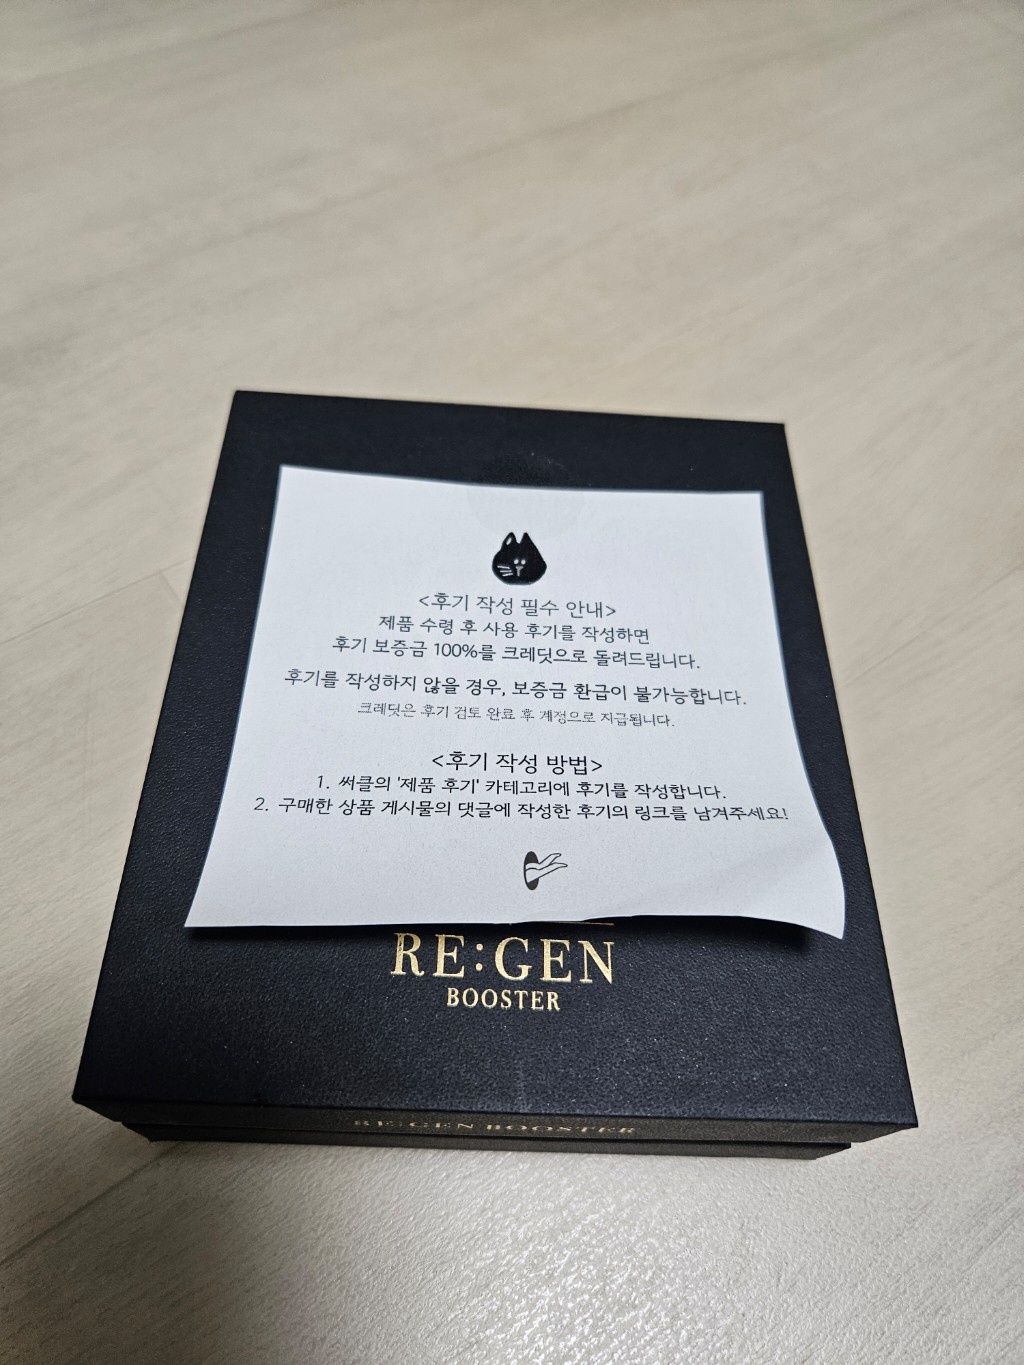 <후기 작성 필수 안내>
제품 수령 후 사용 후기를 작성하면
후기 보증금 100%를 크레딧으로 돌려드립니다.
후기를 작성하지 않을 경우, 보증금 환급이 불가능합니다.
크레딧은 후기 검토 완료 후 계정으로 지급됩니다.
<후기 작성 방법>
1. 써클의 '제품 후기' 카테고리에 후기를 작성합니다.
2. 구매한 상품 게시물의 댓글에 작성한 후기의 링크를 남겨주세요!
RE:GEN
BOOSTER
RE:GEN BOOSTER